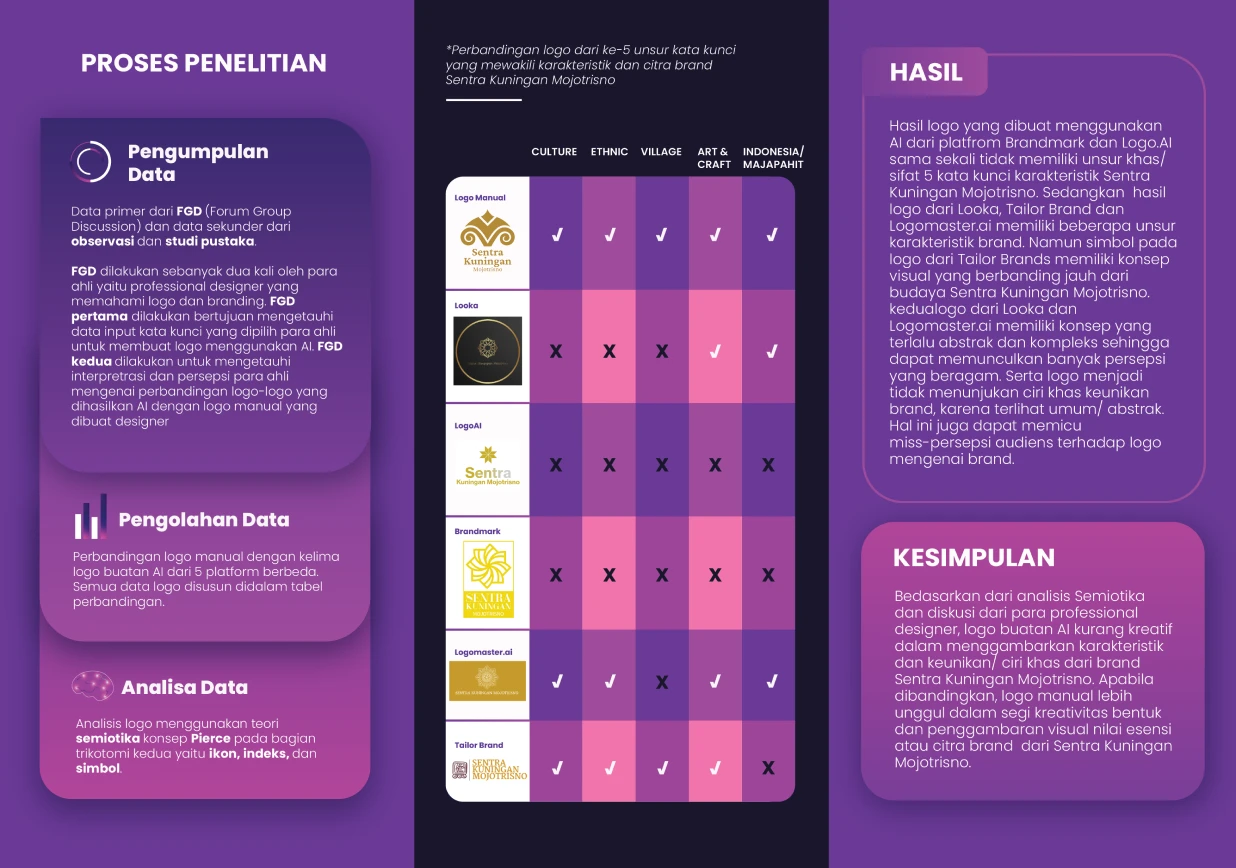 PROSES PENELITIAN
Pengumpulan
Data
Data primer dari FGD (Forum Group
Discussion) dan data sekunder dari
observasi dan studi pustaka.
FGD dilakukan sebanyak dua kali oleh para
ahli yaitu professional designer yang
memahami logo dan branding. FGD
pertama dilakukan bertujuan mengetahui
data input kata kunci yang dipilih para ahli
untuk membuat logo menggunakan AI. FGD
kedua dilakukan untuk mengetahui
interpretrasi dan persepsi para ahli
mengenai perbandingan logo-logo yang
dihasilkan AI dengan logo manual yang
dibuat designer
Pengolahan Data
Perbandingan logo manual dengan kelima
logo buatan AI dari 5 platform berbeda.
Semua data logo disusun didalam tabel
perbandingan.
Analisa Data
Analisis logo menggunakan teori
semiotika konsep Pierce pada bagian
trikotomi kedua yaitu ikon, indeks, dan
simbol.
*Perbandingan logo dari ke-5 unsur kata kunci
yang mewakili karakteristik dan citra brand
Sentra Kuningan Mojotrisno
CULTURE ETHNIC VILLAGE ART & INDONESIA/
CRAFT MAJAPAHIT
Logo Manual
Sentra
Kuningan
Mojotrisno
✓ ✓ ✓ ✓ ✓
Looka
X X X ✓ ✓
LogoAI
Sentra
Kuningan Mojotrisno
X X X X X
Brandmark
SENTRA
KUNINGAN
MOJOTRISNO
X X X X X
Logomaster.ai
SENTRA KUNINGAN MOJOTRISNO
✓ ✓ X ✓ ✓
Tailor Brand
SENTRA
KUNINGAN
MOJOTRISNO
✓ ✓ ✓ ✓ X
HASIL
Hasil logo yang dibuat menggunakan
AI dari platfrom Brandmark dan Logo.AI
sama sekali tidak memiliki unsur khas/
sifat 5 kata kunci karakteristik Sentra
Kuningan Mojotrisno. Sedangkan hasil
logo dari Looka, Tailor Brand dan
Logomaster.ai memiliki beberapa unsur
karakteristik brand. Namun simbol pada
logo dari Tailor Brands memiliki konsep
visual yang berbanding jauh dari
budaya Sentra Kuningan Mojotrisno.
kedualogo dari Looka dan
Logomaster.ai memiliki konsep yang
terlalu abstrak dan kompleks sehingga
dapat memunculkan banyak persepsi
yang beragam. Serta logo menjadi
tidak menunjukan ciri khas keunikan
brand, karena terlihat umum/ abstrak.
Hal ini juga dapat memicu
miss-persepsi audiens terhadap logo
mengenai brand.
KESIMPULAN
Bedasarkan dari analisis Semiotika
dan diskusi dari para professional
designer, logo buatan AI kurang kreatif
dalam menggambarkan karakteristik
dan keunikan/ ciri khas dari brand
Sentra Kuningan Mojotrisno. Apabila
dibandingkan, logo manual lebih
unggul dalam segi kreativitas bentuk
dan penggambaran visual nilai esensi
atau citra brand dari Sentra Kuningan
Mojotrisno.